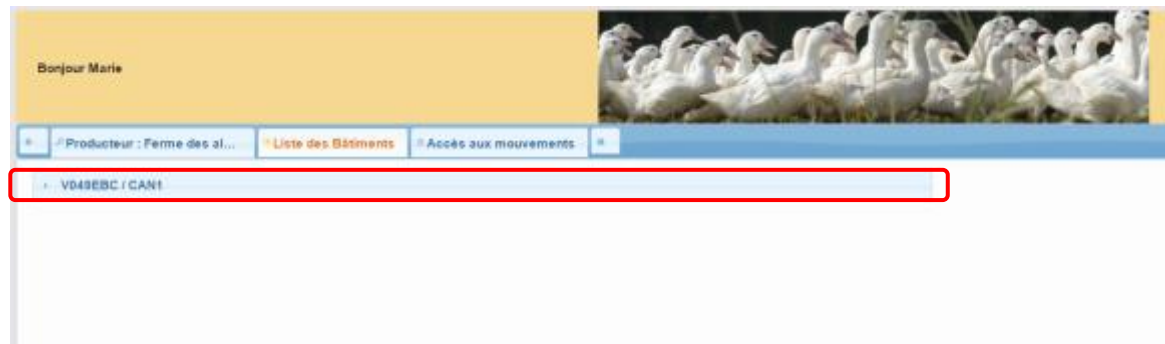 Bonjour Marie
Producteur : Ferme des al...
Liste des Bâtiments
Accès aux mouvements
V049EBC / CAN1